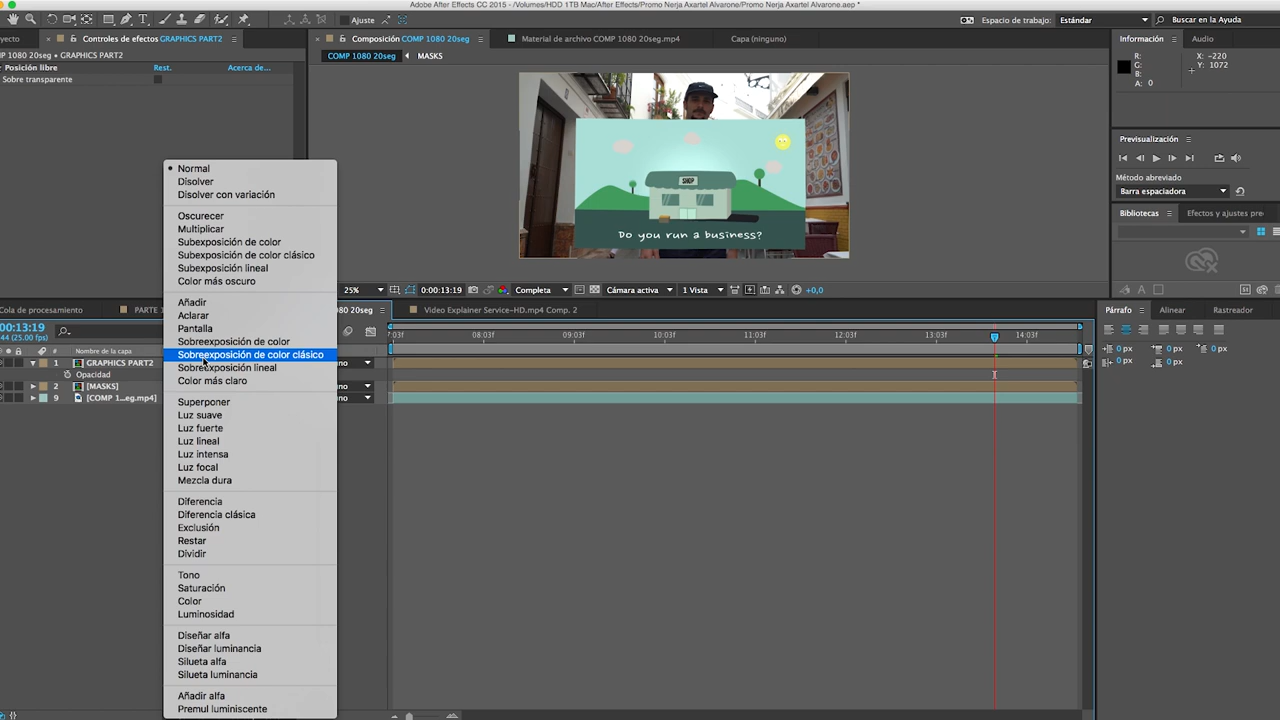 Adobe After Effects CC 2015 - /Volumes/HDD 1TB Mac/After Effects/Promo Nerja Axartel Alvarone/Promo Nerja Axartel Alvarone.aep *
Ajuste
Espacio de trabajo: Estándar
Buscar en la Ayuda
Controles de efectos GRAPHICS PART2
Composición COMP 1080 20seg
Material de archivo COMP 1080 20seg.mp4
Capa (ninguno)
Información
Audio
COMP 1080 20seg • GRAPHICS PART2
COMP 1080 20seg
MASKS
Posición libre
Rest.
Acerca de...
Sobre transparente
R:
G:
B:
A: 0
X: -220
Y: 1072
SHOP
Do you run a business?
Previsualización
Método abreviado
Barra espaciadora
Bibliotecas
Efectos y ajustes pre
Normal
Disolver
Disolver con variación
Oscurecer
Multiplicar
Subexposición de color
Subexposición de color clásico
Subexposición lineal
Color más oscuro
Añadir
Aclarar
Pantalla
Sobreexposición de color
Sobreexposición de color clásico
Sobreexposición lineal
Color más claro
Superponer
Luz suave
Luz fuerte
Luz lineal
Luz intensa
Luz focal
Mezcla dura
Diferencia
Diferencia clásica
Exclusión
Restar
Dividir
Tono
Saturación
Color
Luminosidad
Diseñar alfa
Diseñar luminancia
Silueta alfa
Silueta luminancia
Añadir alfa
Premul luminiscente
25%
0:00:13:19
Completa
Cámara activa
1 Vista
+0,0
Cola de procesamiento
PARTE 1
20seg
Video Explainer Service-HD.mp4 Comp. 2
Párrafo
Alinear
Rastreador
00:13:19
44 (25.00 fps)
#
Nombre de la capa
1 GRAPHICS PART2
Opacidad
2 [MASKS]
9 [COMP 1...eg.mp4]
7:03f
08:03f
09:03f
10:03f
11:03f
12:03f
13:03f
14:03f
0 px
0 px
0 px
0 px
0 px